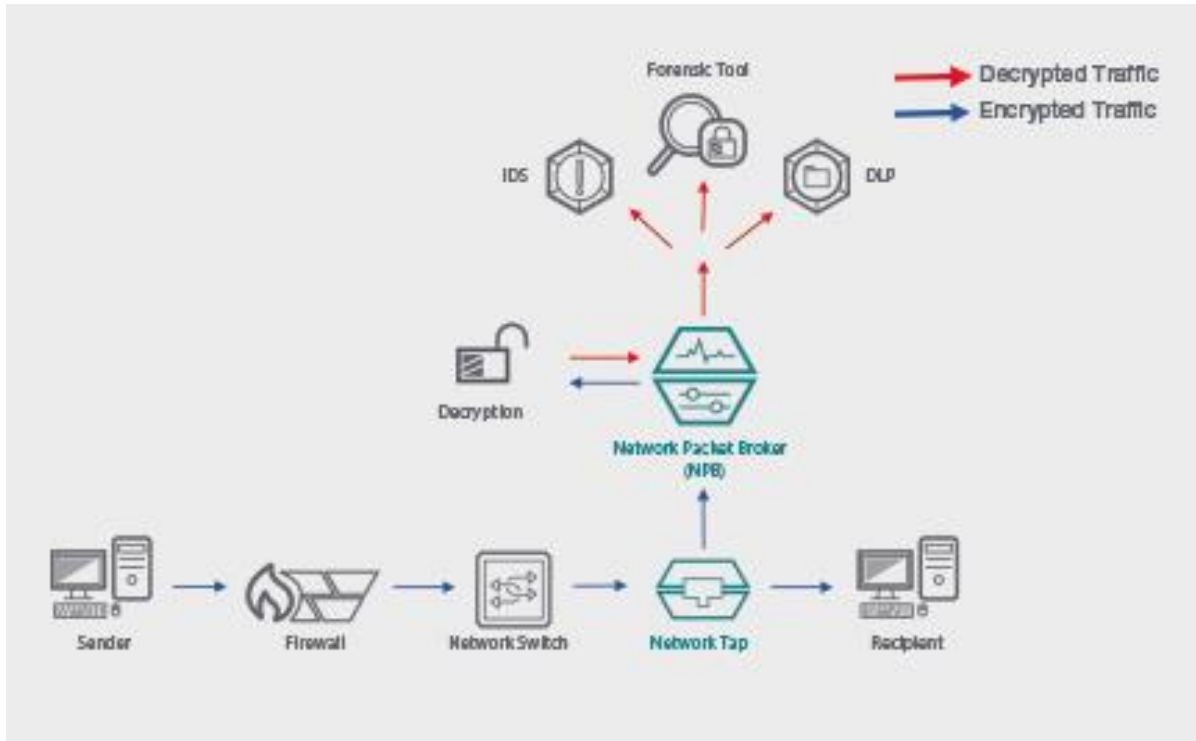 Forensic Tool
Decrypted Traffic
Encrypted Traffic
IDS
DLP
Decryption
Network Packet Broker
(NPB)
Sender
Firewall
Network Switch
Network Tap
Recipient